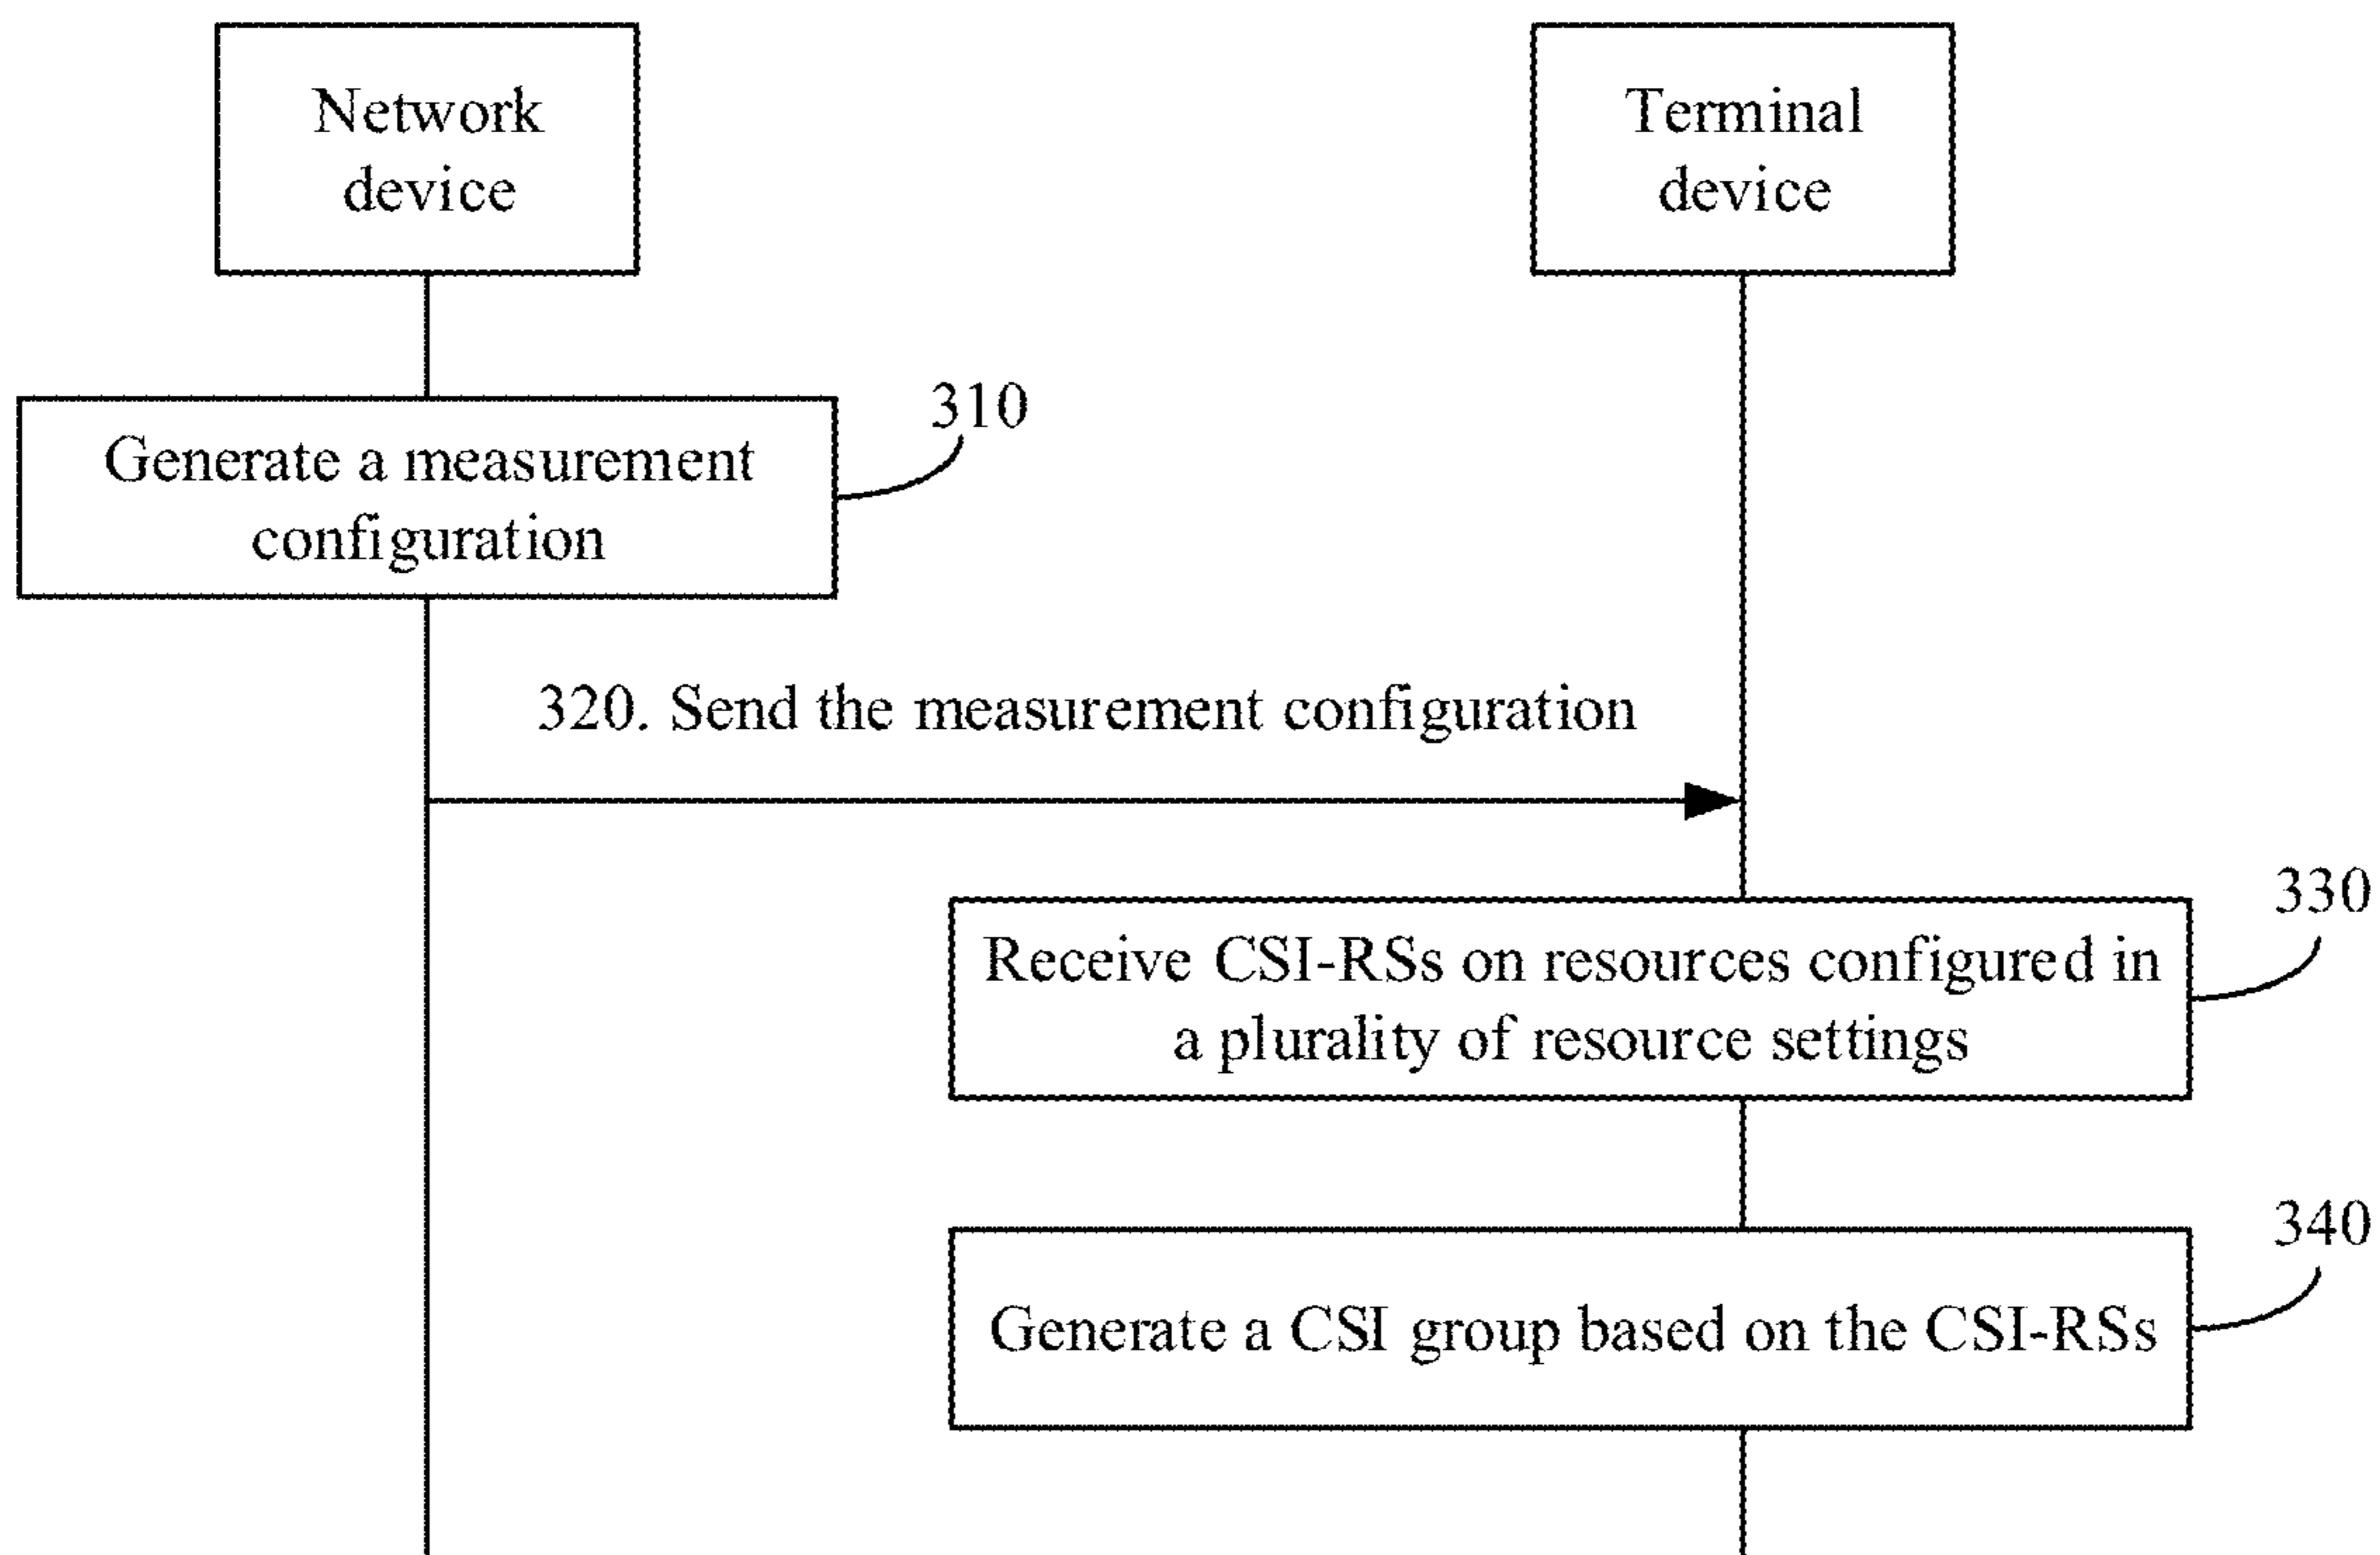 Network
device
Terminal
device
310
Generate a measurement
configuration
320. Send the measurement configuration
330
Receive CSI-RSs on resources configured in
a plurality of resource settings
340
Generate a CSI group based on the CSI-RSs